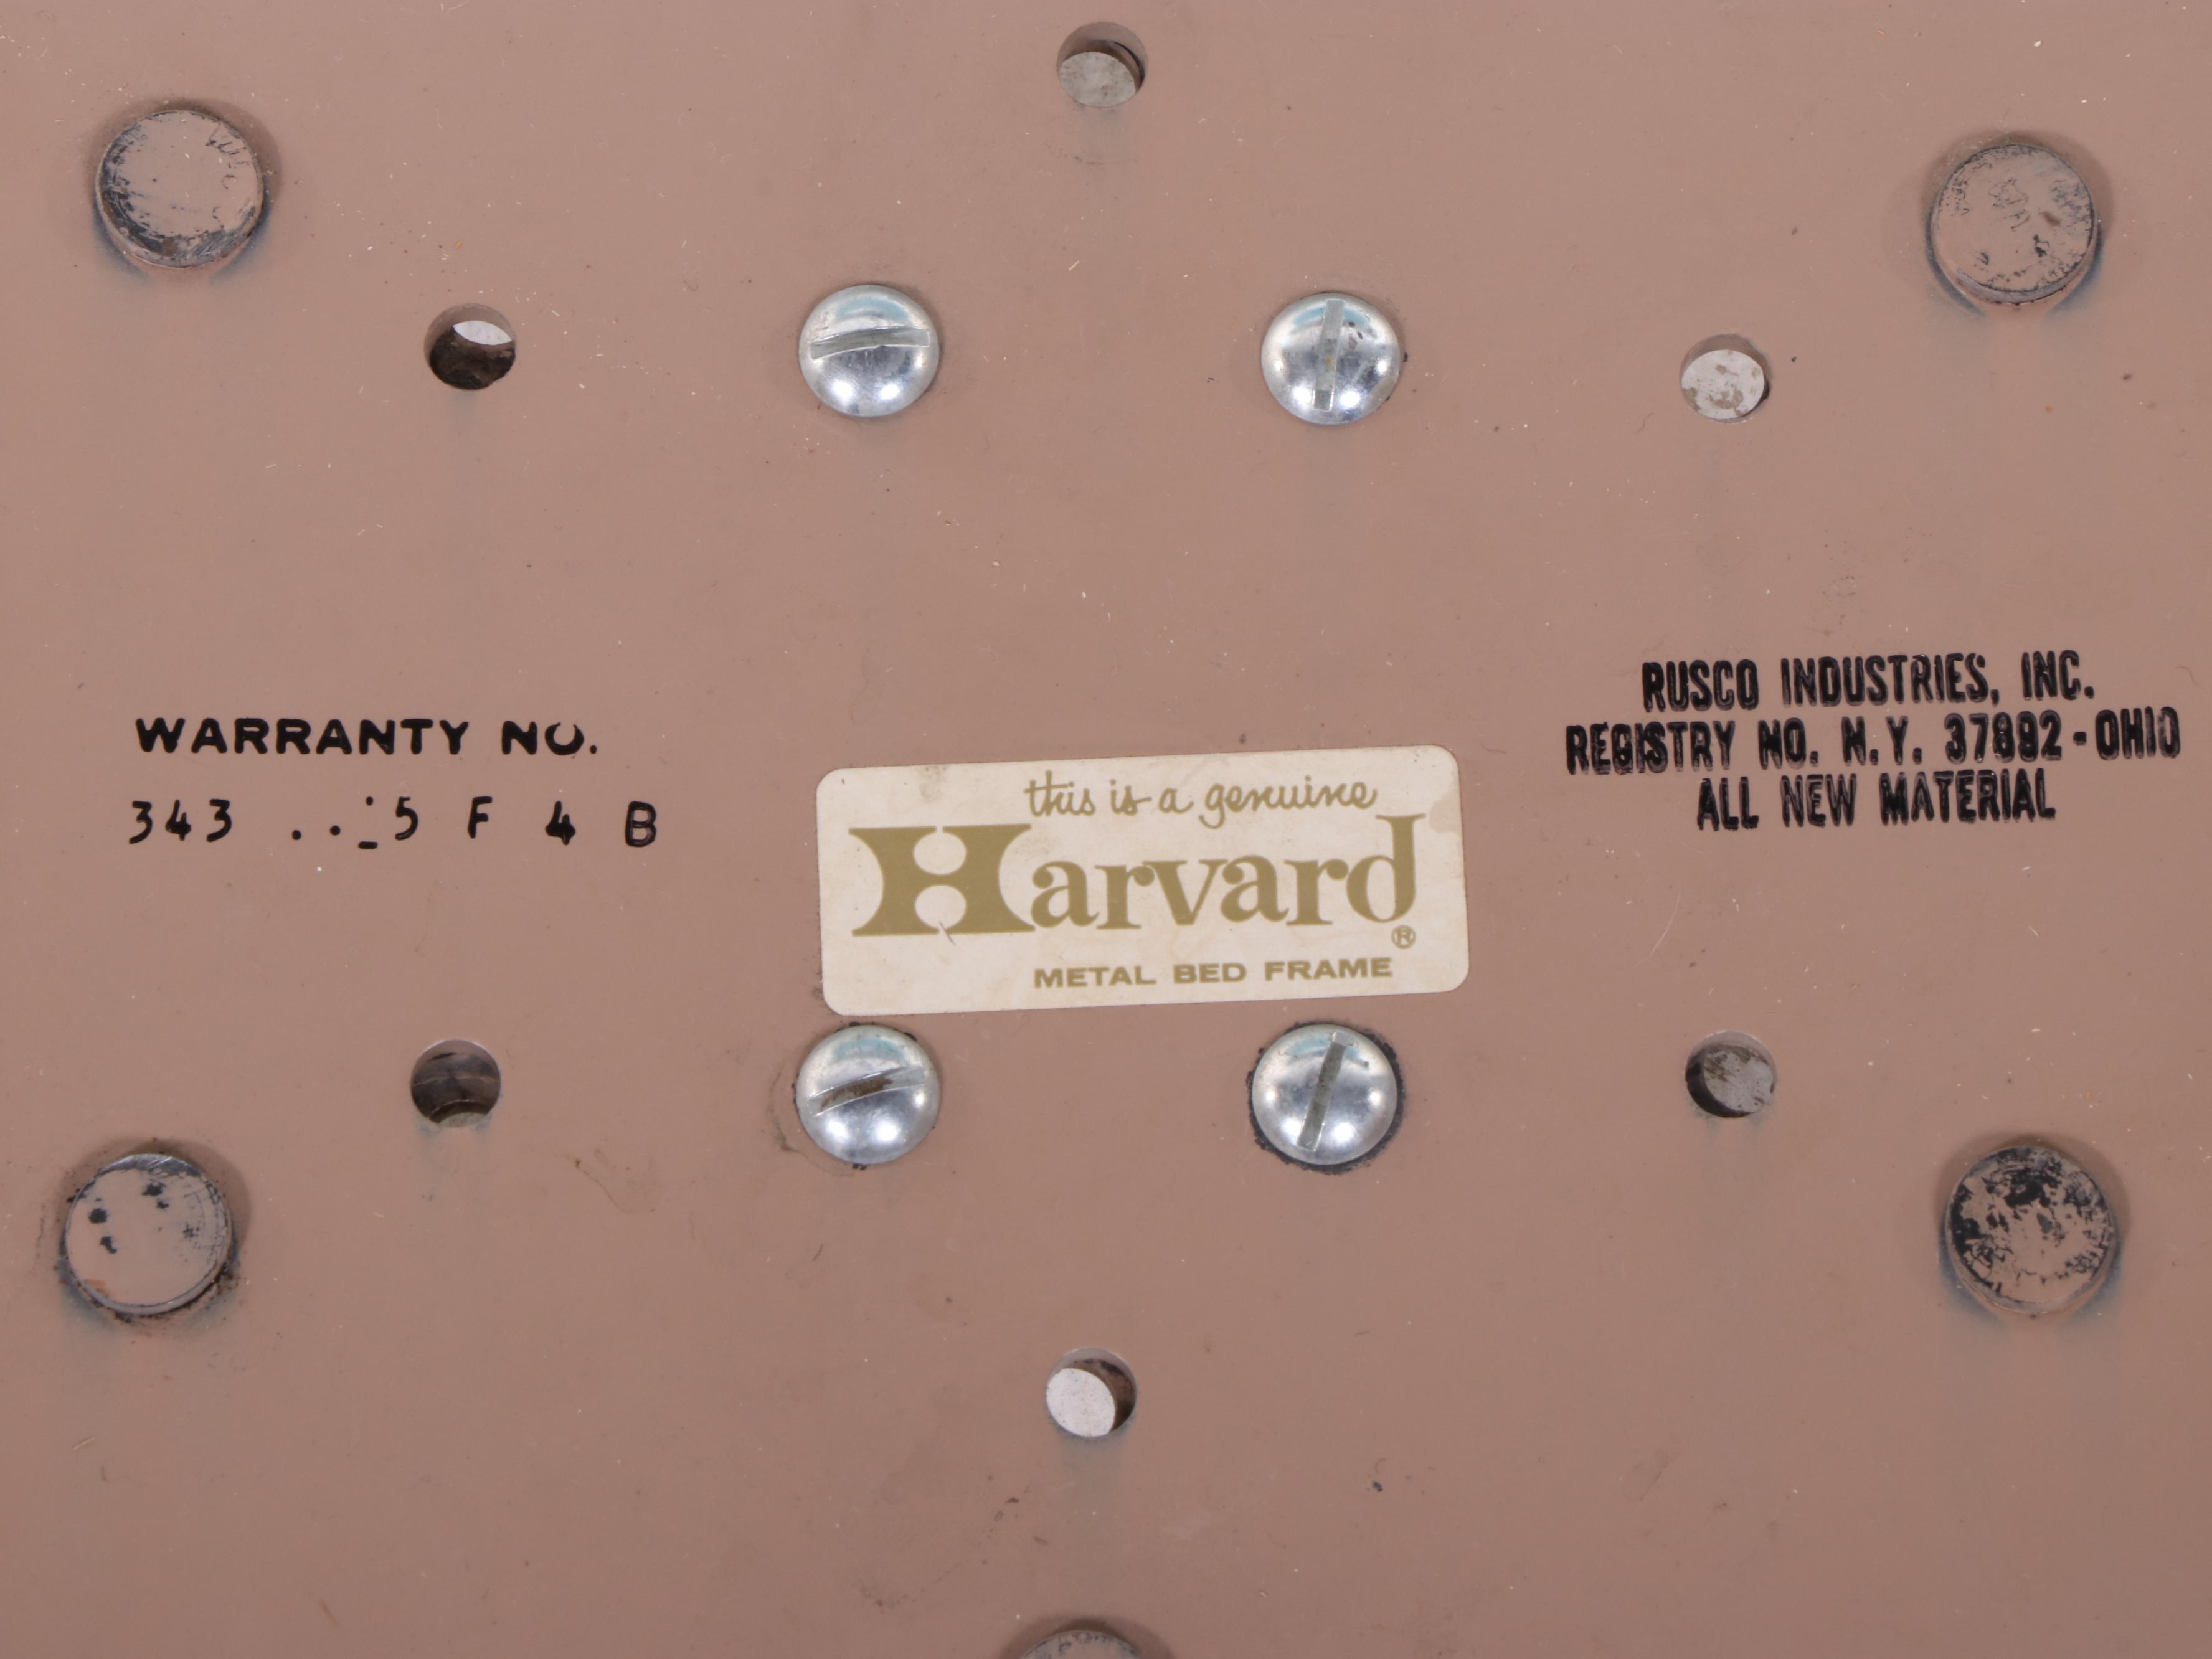 WARRANTY NO.
343 5 F 4 B
this is a genuine
Harvard®
METAL BED FRAME
RUSCO INDUSTRIES, INC.
REGISTRY NO. N.Y. 37892-OHIO
ALL NEW MATERIAL